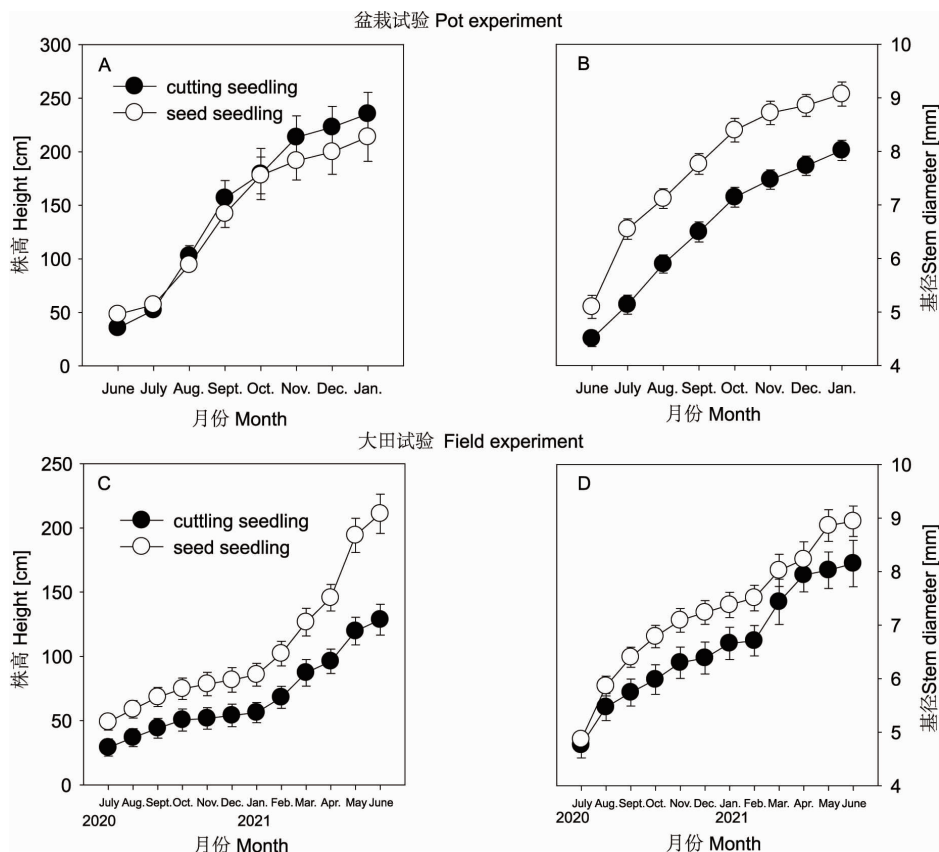 盆栽试验 Pot experiment
A
cutting seedling
seed seedling
300
250
200
150
100
50
0
株高 Height [cm]
June July Aug. Sept. Oct. Nov. Dec. Jan.
月份 Month
B
10
9
8
7
6
5
4
基径Stem diameter [mm]
June July Aug. Sept. Oct. Nov. Dec. Jan.
月份 Month
大田试验 Field experiment
C
cuttling seedling
seed seedling
250
200
150
100
50
0
株高 Height [cm]
July Aug. Sept. Oct. Nov. Dec. Jan. Feb. Mar. Apr. May June
2020 2021
月份 Month
D
10
9
8
7
6
5
4
基径Stem diameter [mm]
July Aug. Sept. Oct. Nov. Dec. Jan. Feb. Mar. Apr. May June
2020 2021
月份 Month